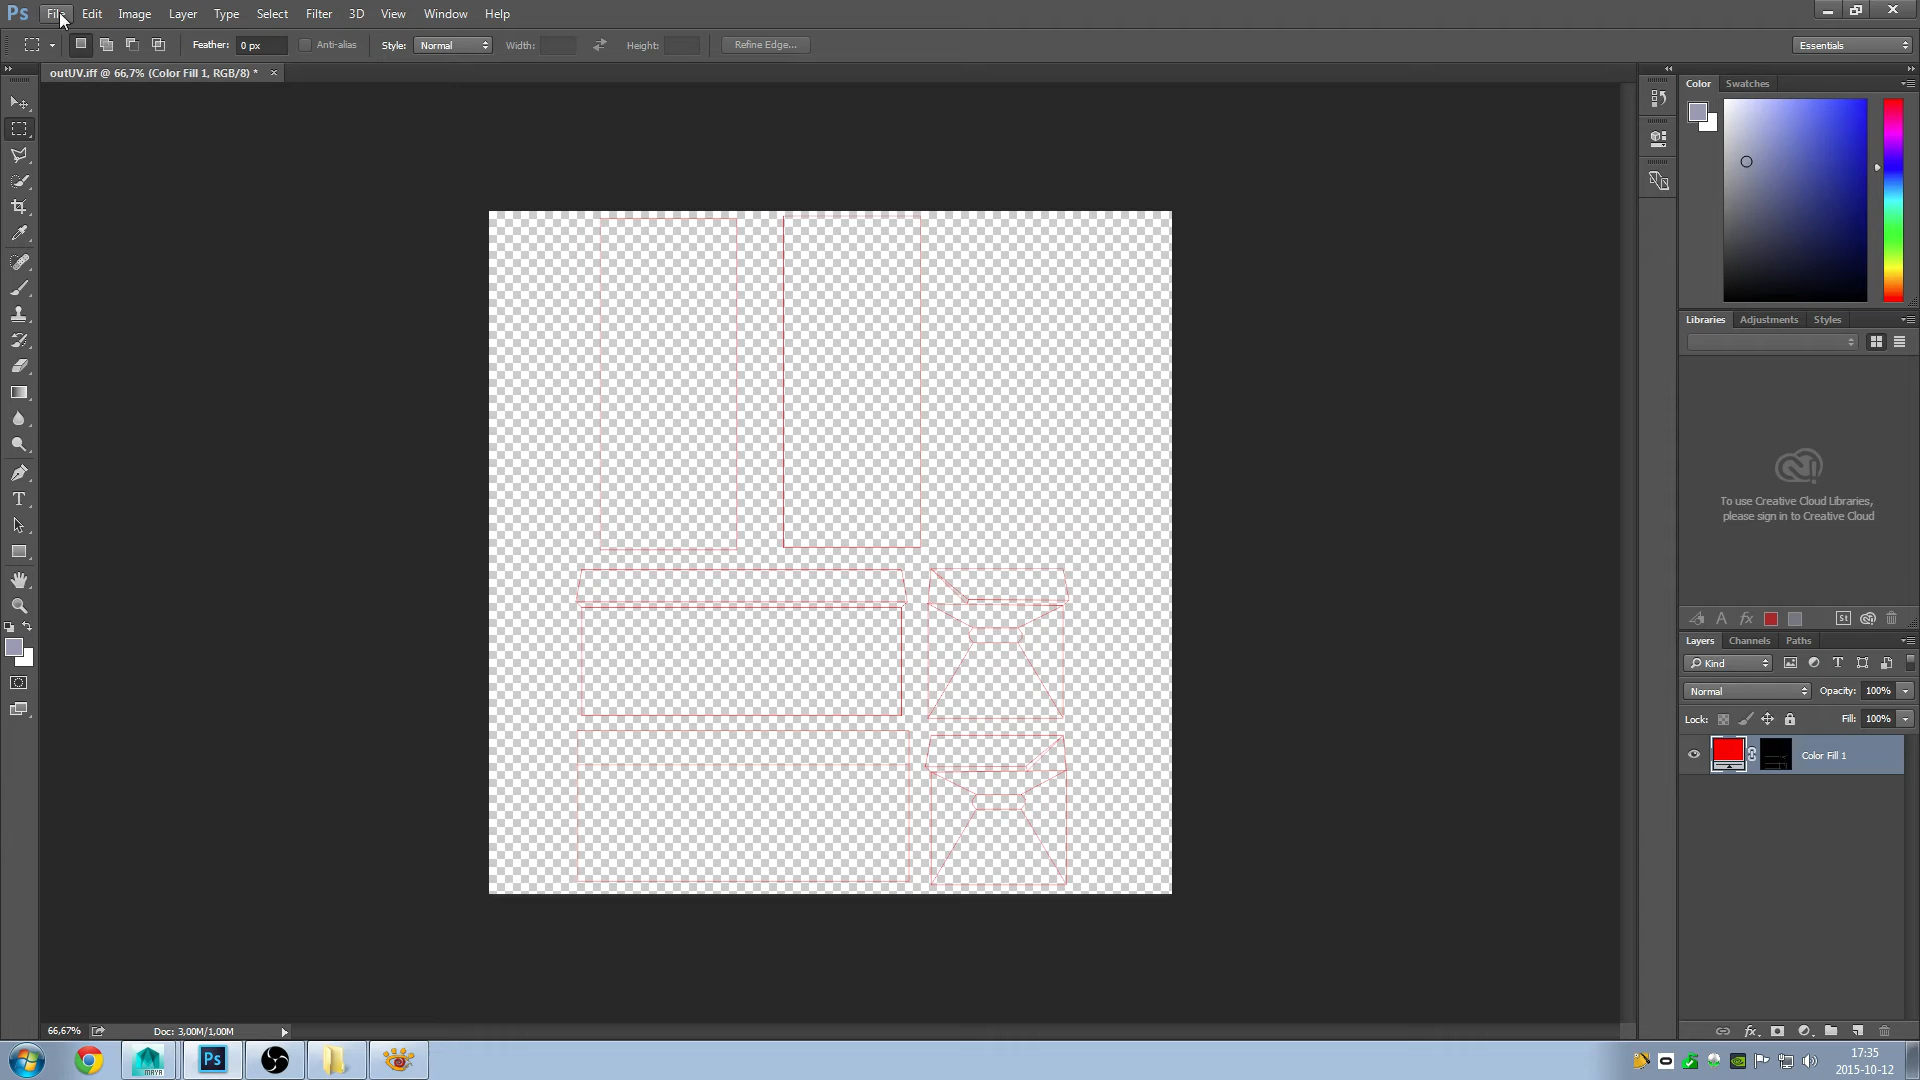 Ps File Edit Image Layer Type Select Filter 3D View Window Help
Feather: 0 px Anti-alias Style: Normal Width: Height: Refine Edge... Essentials
outUV.iff @ 66,7% (Color Fill 1, RGB/8) * ×
Color Swatches
Libraries Adjustments Styles
To use Creative Cloud Libraries,
please sign in to Creative Cloud
St
Layers Channels Paths
Kind
Normal Opacity: 100%
Lock: Fill: 100%
Color Fill 1
66,67% Doc: 3,00M/1,00M
MAYA Ps
17:35
2015-10-12